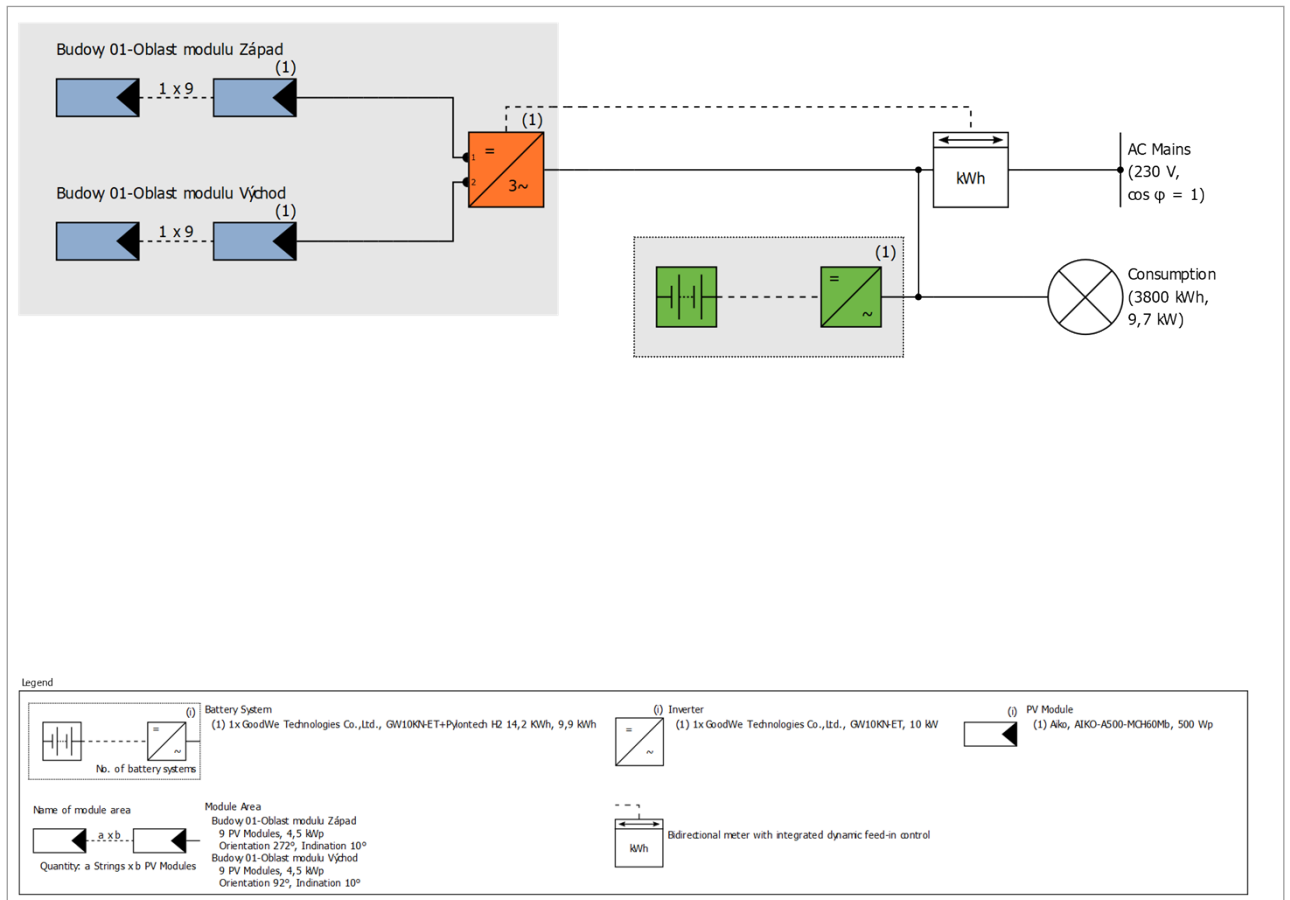 Budowy 01-Oblast modulu Západ
(1)
1 x 9
(1)
=
1
2
3~
Budowy 01-Oblast modulu Východ
(1)
1 x 9
kWh
AC Mains
(230 V,
cos φ = 1)
(1)
=
~
Consumption
(3800 kWh,
9,7 kW)
Legend
(i)
Battery System
(1) 1x GoodWe Technologies Co.,Ltd., GW10KN-ET+Pylontech H2 14,2 KWh, 9,9 kWh
=
~
No. of battery systems
(i) Inverter
(1) 1x GoodWe Technologies Co.,Ltd., GW10KN-ET, 10 kW
=
~
(i) PV Module
(1) Aiko, AIKO-A500-MCH60Mb, 500 Wp
Name of module area
a x b
Quantity: a Strings x b PV Modules
Module Area
Budowy 01-Oblast modulu Západ
9 PV Modules, 4,5 kWp
Orientation 272°, Inclination 10°
Budowy 01-Oblast modulu Východ
9 PV Modules, 4,5 kWp
Orientation 92°, Inclination 10°
kWh
Bidirectional meter with integrated dynamic feed-in control